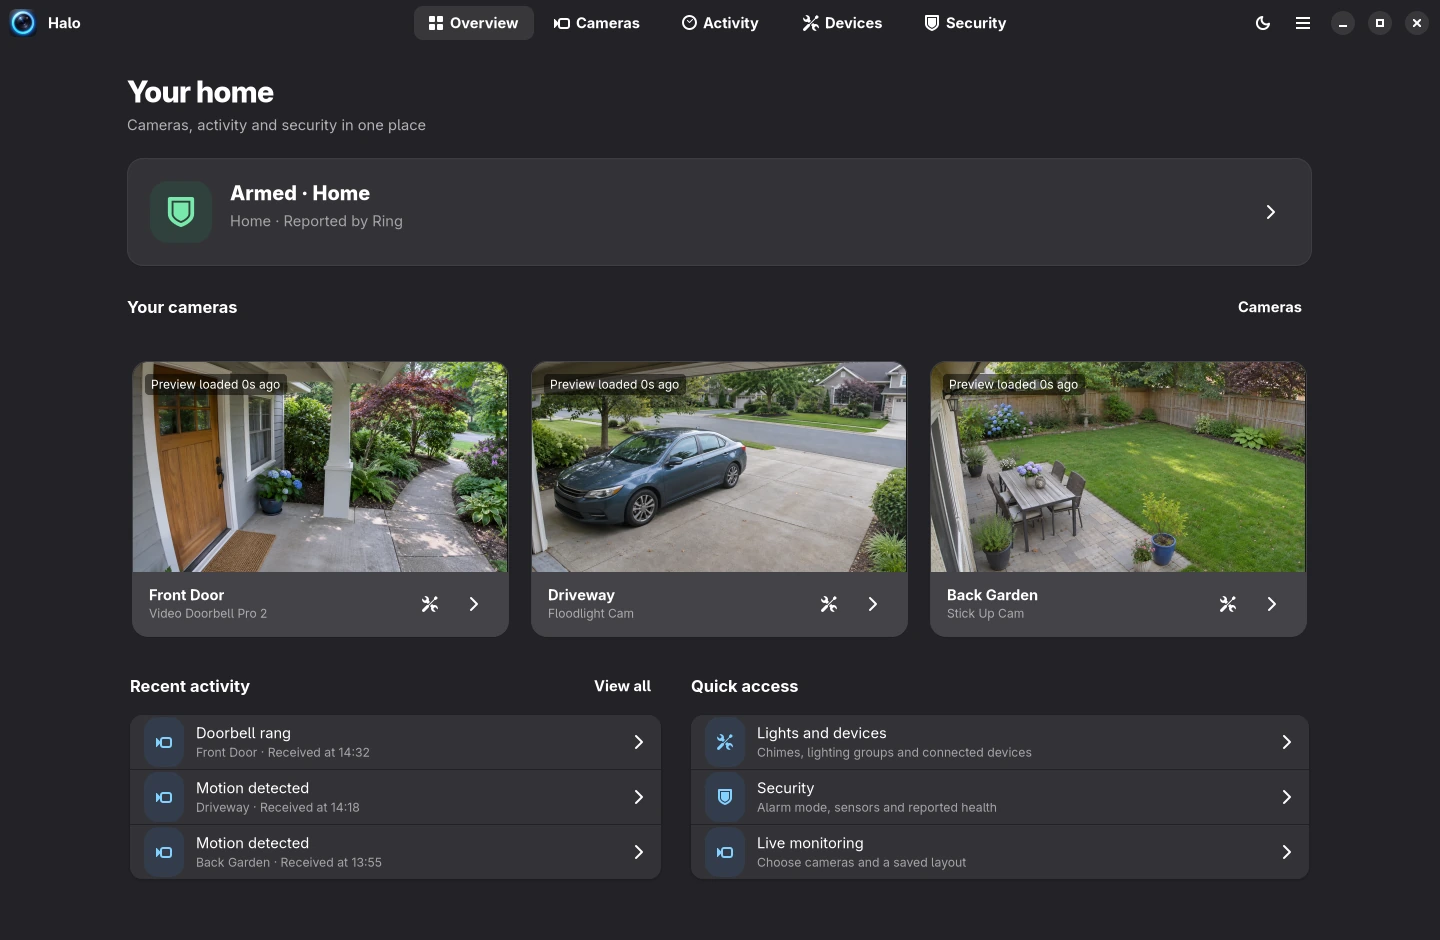 Halo
Overview
Cameras
Activity
Devices
Security
Your home
Cameras, activity and security in one place
Armed · Home
Home · Reported by Ring
Your cameras
Cameras
Preview loaded 0s ago
Preview loaded 0s ago
Preview loaded 0s ago
Front Door
Video Doorbell Pro 2
Driveway
Floodlight Cam
Back Garden
Stick Up Cam
Recent activity
View all
Doorbell rang
Front Door · Received at 14:32
Motion detected
Driveway · Received at 14:18
Motion detected
Back Garden · Received at 13:55
Quick access
Lights and devices
Chimes, lighting groups and connected devices
Security
Alarm mode, sensors and reported health
Live monitoring
Choose cameras and a saved layout